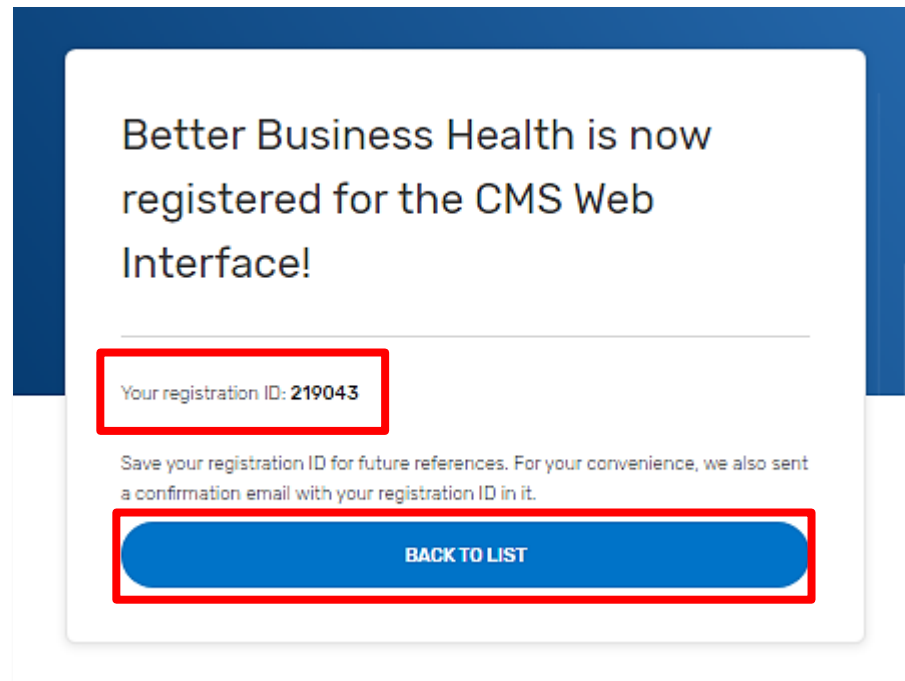 Better Business Health is now
registered for the CMS Web
Interface!
Your registration ID: 219043
Save your registration ID for future references. For your convenience, we also sent
a confirmation email with your registration ID in it.
BACK TO LIST